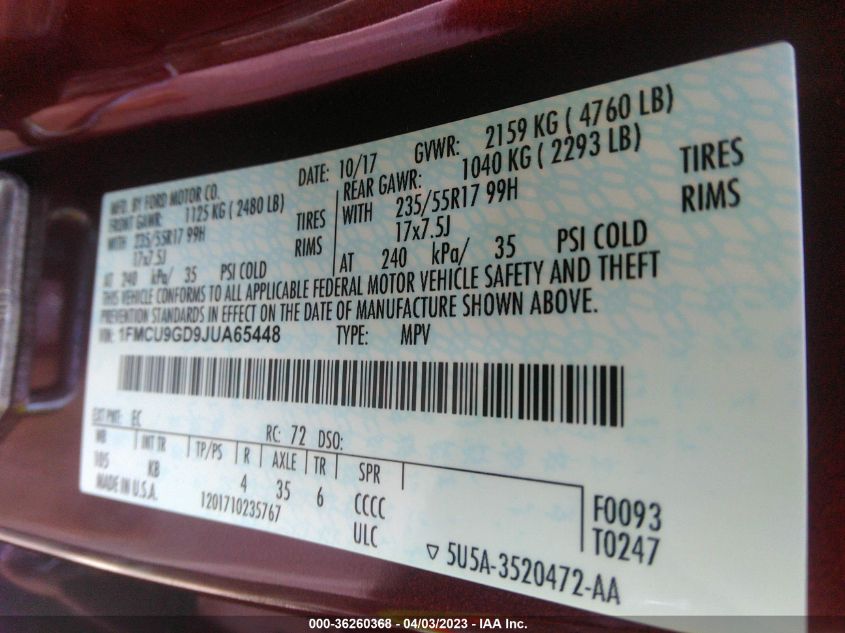 MFD. BY FORD MOTOR CO.
DATE: 10/17 GVWR: 2159 KG ( 4760 LB)
FRONT GAWR: 1125 KG ( 2480 LB)
REAR GAWR: 1040 KG ( 2293 LB)
WITH 235/55R17 99H TIRES
WITH 235/55R17 99H TIRES
17x7.5J RIMS
17x7.5J RIMS
AT 240 kPa/ 35 PSI COLD
AT 240 kPa/ 35 PSI COLD
THIS VEHICLE CONFORMS TO ALL APPLICABLE FEDERAL MOTOR VEHICLE SAFETY AND THEFT
PREVENTION STANDARDS IN EFFECT ON THE DATE OF MANUFACTURE SHOWN ABOVE.
VIN: 1FMCU9GD9JUA65448 TYPE: MPV
EXT PNT: EC RC: 72 DSO:
WB INT TR TP/PS R AXLE TR SPR
105 KB 4 35 6 CCCC
MADE IN U.S.A. 1201710235767 ULC
F0093
T0247
5U5A-3520472-AA
000-36260368 - 04/03/2023 - IAA Inc.